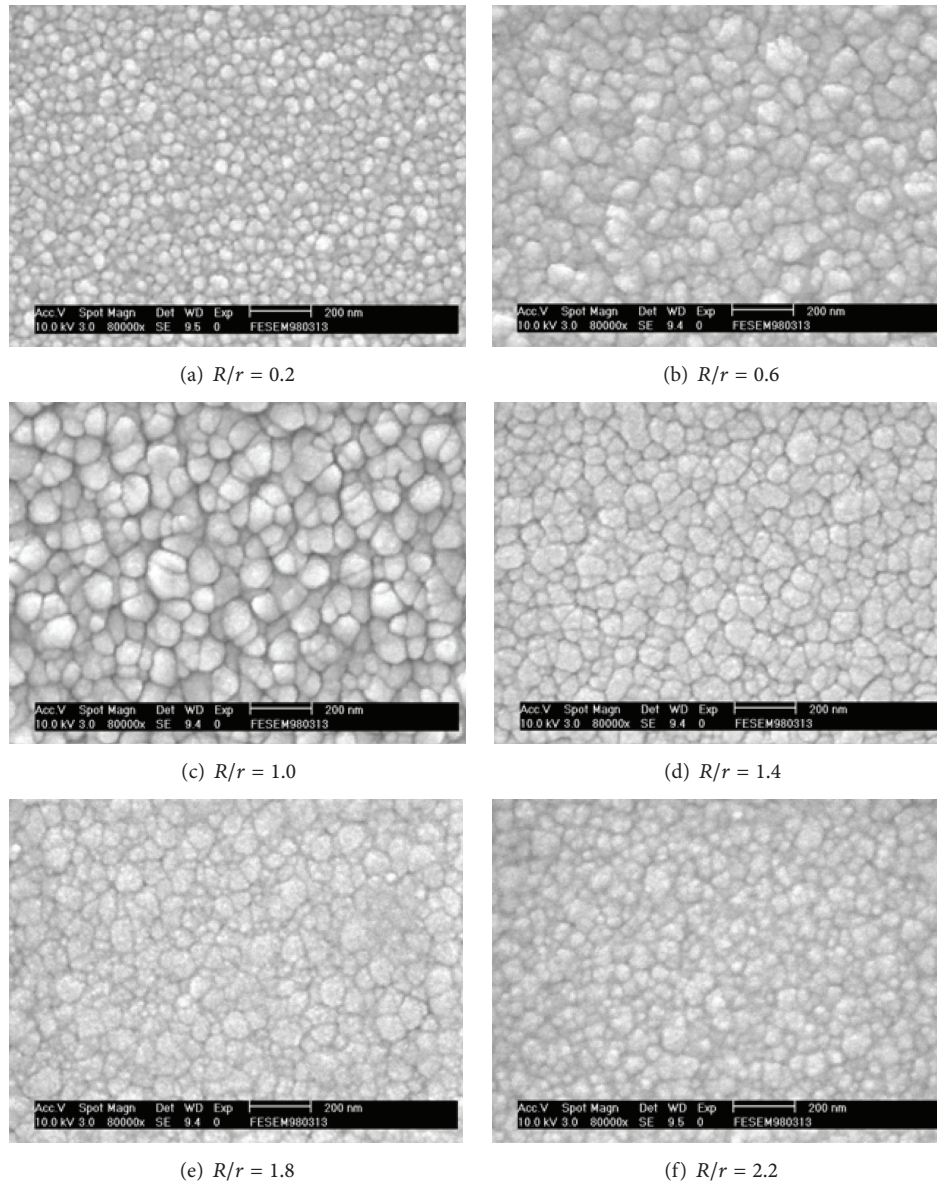 Acc.V Spot Magn Det WD Exp 200 nm
10.0 kV 3.0 80000x SE 9.5 0 FESEM980313
Acc.V Spot Magn Det WD Exp 200 nm
10.0 kV 3.0 80000x SE 9.4 0 FESEM980313
(a) R/r = 0.2
(b) R/r = 0.6
Acc.V Spot Magn Det WD Exp 200 nm
10.0 kV 3.0 80000x SE 9.4 0 FESEM980313
Acc.V Spot Magn Det WD Exp 200 nm
10.0 kV 3.0 80000x SE 9.4 0 FESEM980313
(c) R/r = 1.0
(d) R/r = 1.4
Acc.V Spot Magn Det WD Exp 200 nm
10.0 kV 3.0 80000x SE 9.4 0 FESEM980313
Acc.V Spot Magn Det WD Exp 200 nm
10.0 kV 3.0 80000x SE 9.5 0 FESEM980313
(e) R/r = 1.8
(f) R/r = 2.2